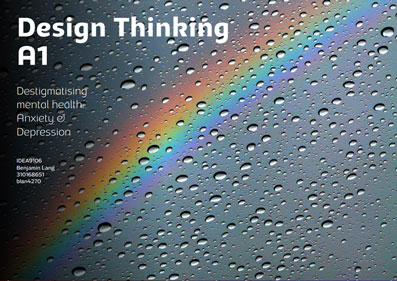 Design Thinking
A1
Destigmatising
mental health:
Anxiety &
Depression
IDEA9106
Benjamin Lang
310168651
blan4270